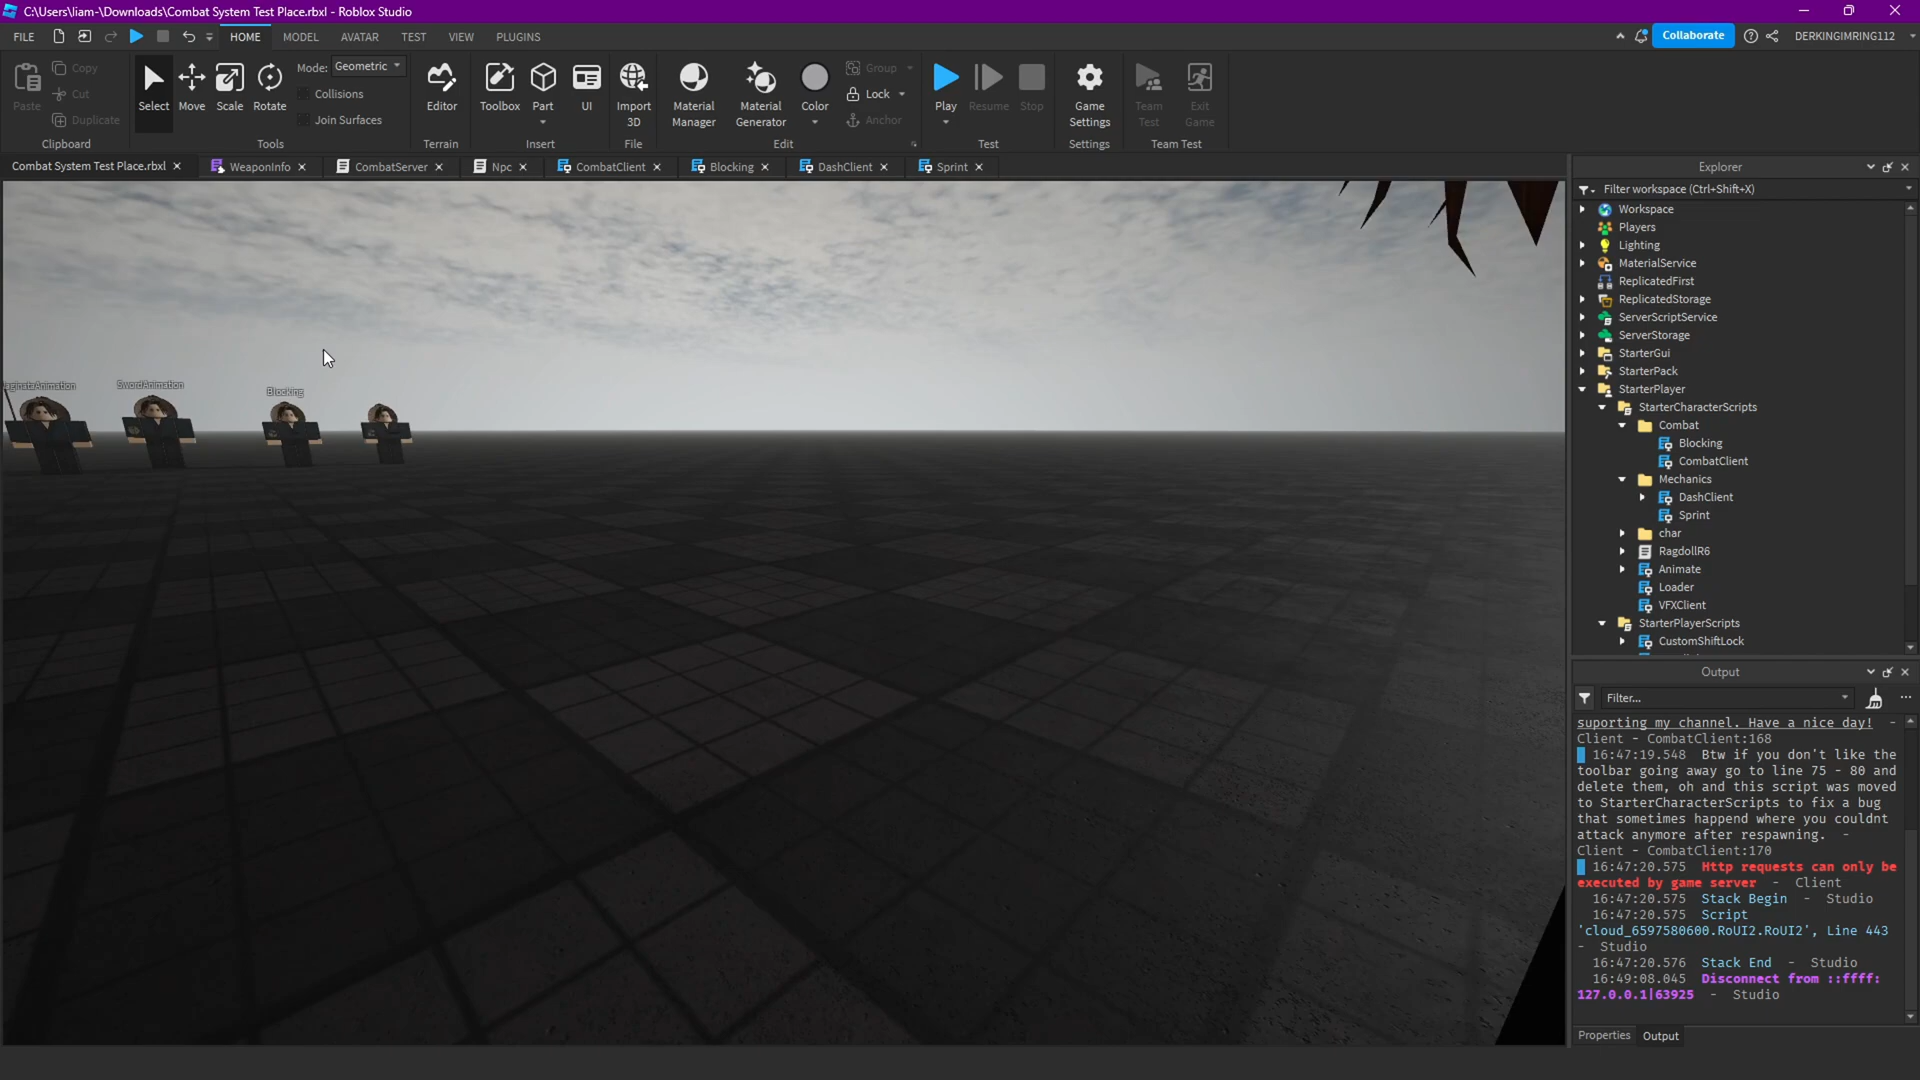 C:\Users\liam-\Downloads\Combat System Test Place.rbxl - Roblox Studio
FILE HOME MODEL AVATAR TEST VIEW PLUGINS Collaborate DERKINGIMRING112
Paste Copy Cut Duplicate
Clipboard
Select Move Scale Rotate
Mode: Geometric
Collisions
Join Surfaces
Tools
Editor
Terrain
Toolbox Part UI
Insert
Import 3D
File
Material Manager
Material Generator
Color
Group
Lock
Anchor
Edit
Play Resume Stop
Test
Game Settings
Settings
Team Test
Exit Game
Team Test
Combat System Test Place.rbxl WeaponInfo CombatServer Npc CombatClient Blocking DashClient Sprint
SwordAnimation
Blocking
Explorer
Filter workspace (Ctrl+Shift+X)
Workspace
Players
Lighting
MaterialService
ReplicatedFirst
ReplicatedStorage
ServerScriptService
ServerStorage
StarterGui
StarterPack
StarterPlayer
StarterCharacterScripts
Combat
Blocking
CombatClient
Mechanics
DashClient
Sprint
char
RagdollR6
Animate
Loader
VFXClient
StarterPlayerScripts
CustomShiftLock
Output
Filter...
suporting my channel. Have a nice day! -
Client - CombatClient:168
16:47:19.548 Btw if you don't like the
toolbar going away go to line 75 - 80 and
delete them, oh and this script was moved
to StarterCharacterScripts to fix a bug
that sometimes happend where you couldnt
attack anymore after respawning. -
Client - CombatClient:170
16:47:20.575 Http requests can only be
executed by game server - Client
16:47:20.575 Stack Begin - Studio
16:47:20.575 Script
'cloud_6597580600.RoUI2.RoUI2', Line 443
- Studio
16:47:20.576 Stack End - Studio
16:49:08.045 Disconnect from ::ffff:
127.0.0.1|63925 - Studio
Properties Output